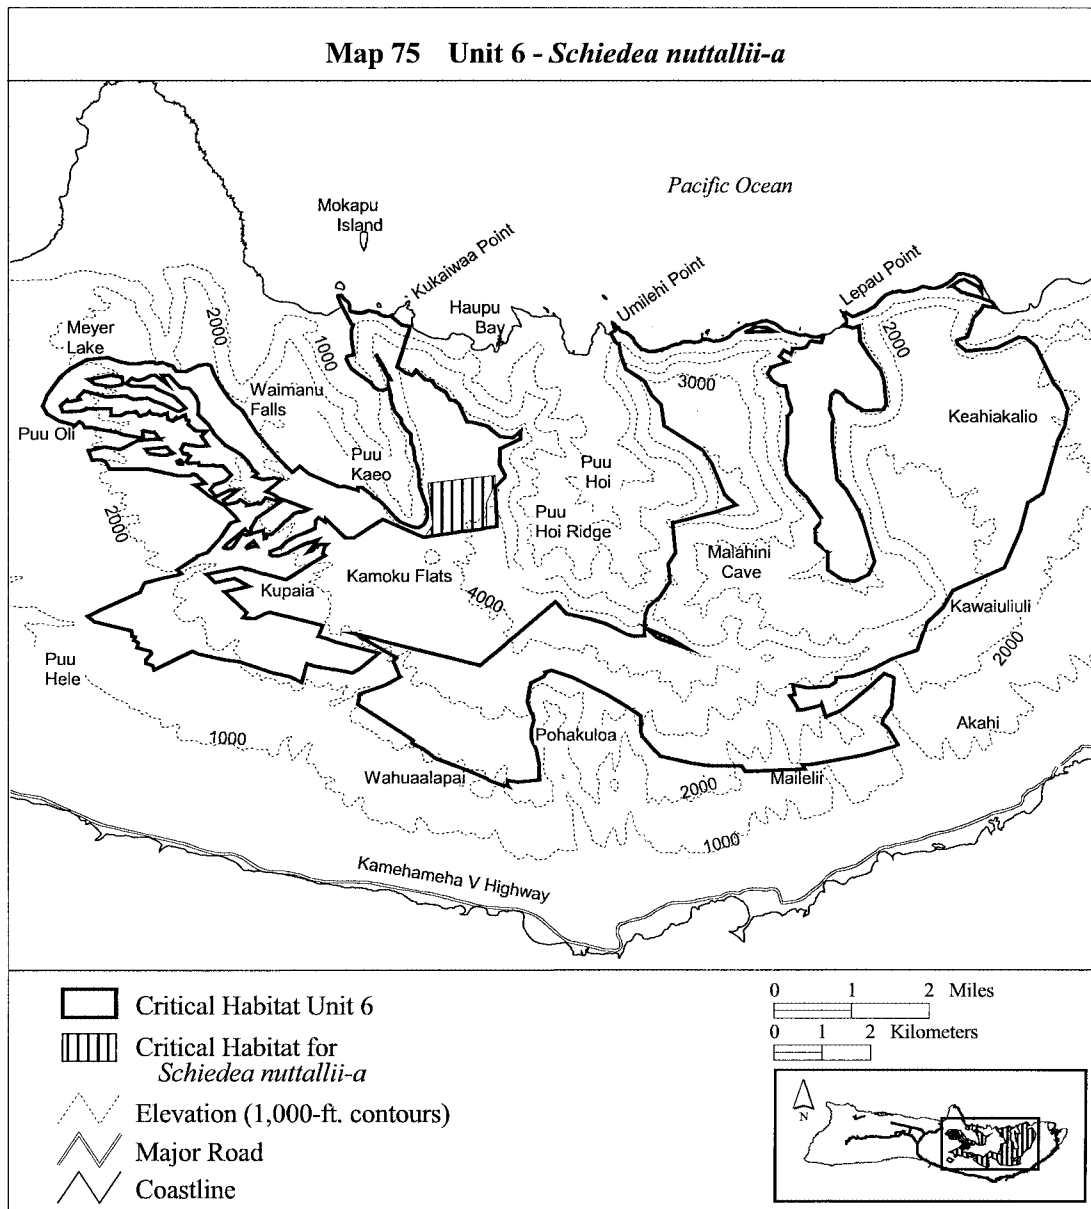 Map 75 Unit 6 - Schiedea nuttallii-a
Pacific Ocean
Mokapu
Island
Kukaiwaa Point
Haupu
Bay
Umilehi Point
Lepau Point
Meyer
Lake
2000
1000
Waimanu
Falls
3000
2000
Keahiakalio
Puu Oli
Puu
Kaeo
Puu
Hoi
Puu
Hoi Ridge
2000
Malahini
Cave
Kamoku Flats
Kupaia
4000
Kawaiuliuli
2000
Puu
Hele
1000
Pohakuloa
Akahi
Wahuaalapai
Mailelii
2000
1000
Kamehameha V Highway
Critical Habitat Unit 6
Critical Habitat for
Schiedea nuttallii-a
Elevation (1,000-ft. contours)
Major Road
Coastline
0 1 2 Miles
0 1 2 Kilometers
N